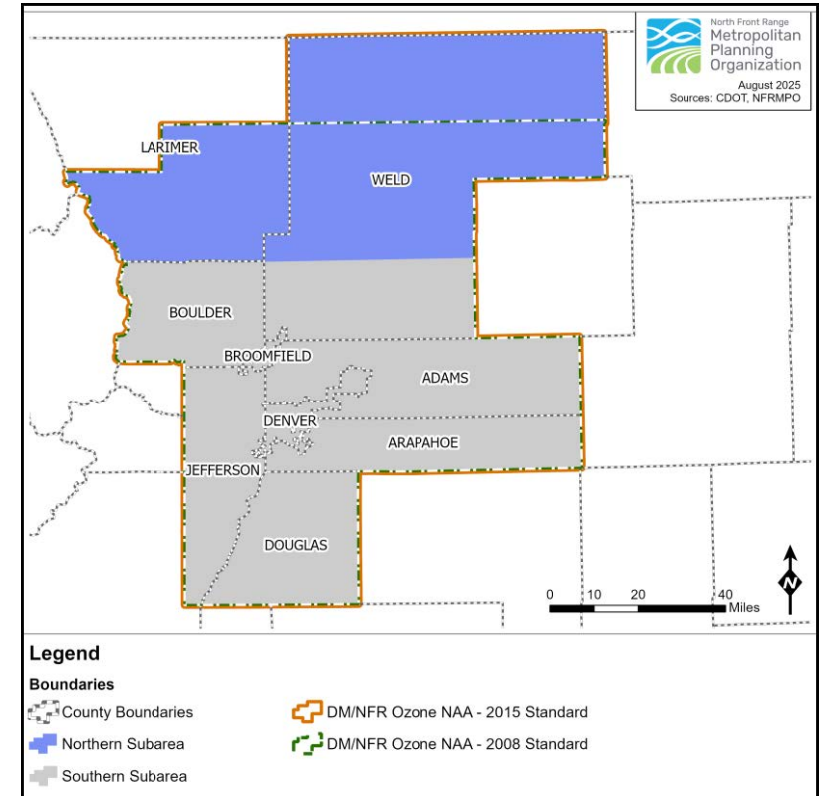 North Front Range
Metropolitan
Planning
Organization
August 2025
Sources: CDOT, NFRMPO
LARIMER
WELD
BOULDER
BROOMFIELD
ADAMS
DENVER
ARAPAHOE
JEFFERSON
DOUGLAS
N
0 10 20 40
Miles
Legend
Boundaries
County Boundaries
Northern Subarea
Southern Subarea
DM/NFR Ozone NAA - 2015 Standard
DM/NFR Ozone NAA - 2008 Standard